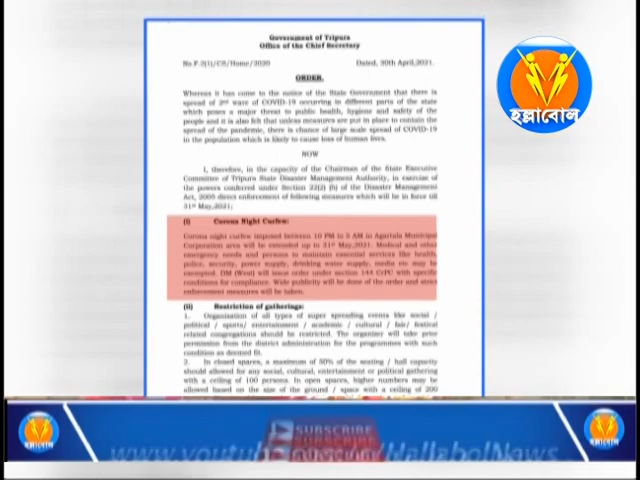 Government of Tripura
Office of the Chief Secretary
No.F.2(1)/CS/Home/2020 Dated, 30th April,2021.
ORDER
Whereas it has come to the notice of the State Government that there is
spread of 2nd wave of COVID-19 occurring in different parts of the state
which poses a major threat to public health, hygiene and safety of the
people and it is also felt that unless measures are put in place to contain the
spread of the pandemic, there is chance of large scale spread of COVID-19
in the population which is likely to cause loss of human lives.
NOW
I, therefore, in the capacity of the Chairman of the State Executive
Committee of Tripura State Disaster Management Authority, in exercise of
the powers conferred under Section 22(2) (h) of the Disaster Management
Act, 2005 direct enforcement of following measures which will be in force till
31st May,2021;
(i) Corona Night Curfew:
Corona night curfew imposed between 10 PM to 5 AM in Agartala Municipal
Corporation area will be extended up to 31st May,2021. Medical and other
emergency needs and persons to maintain essential services like health,
police, security, power supply, drinking water supply, media etc may be
exempted. DM (West) will issue order under section 144 CrPC with specific
conditions for compliance. Wide publicity will be done of the order and strict
enforcement measures will be taken.
(ii) Restriction of gatherings:
1. Organisation of all types of super spreading events like social /
political / sports/ entertainment / academic / cultural / fair/ festival
related congregations should be restricted. The organizer will take prior
permission from the district administration for the programmes with such
condition as deemed fit.
2. In closed spaces, a maximum of 50% of the seating / hall capacity
should allowed for any social, cultural, entertainment or political gathering
with a ceiling of 100 persons. In open spaces, higher numbers may be
allowed based on the size of the ground / space with a ceiling of 200
হল্লাবোল
হল্লাবোল
SUBSCRIBE
SUBSCRIBE
www.youtube
/HallabolNews
হল্লাবোল